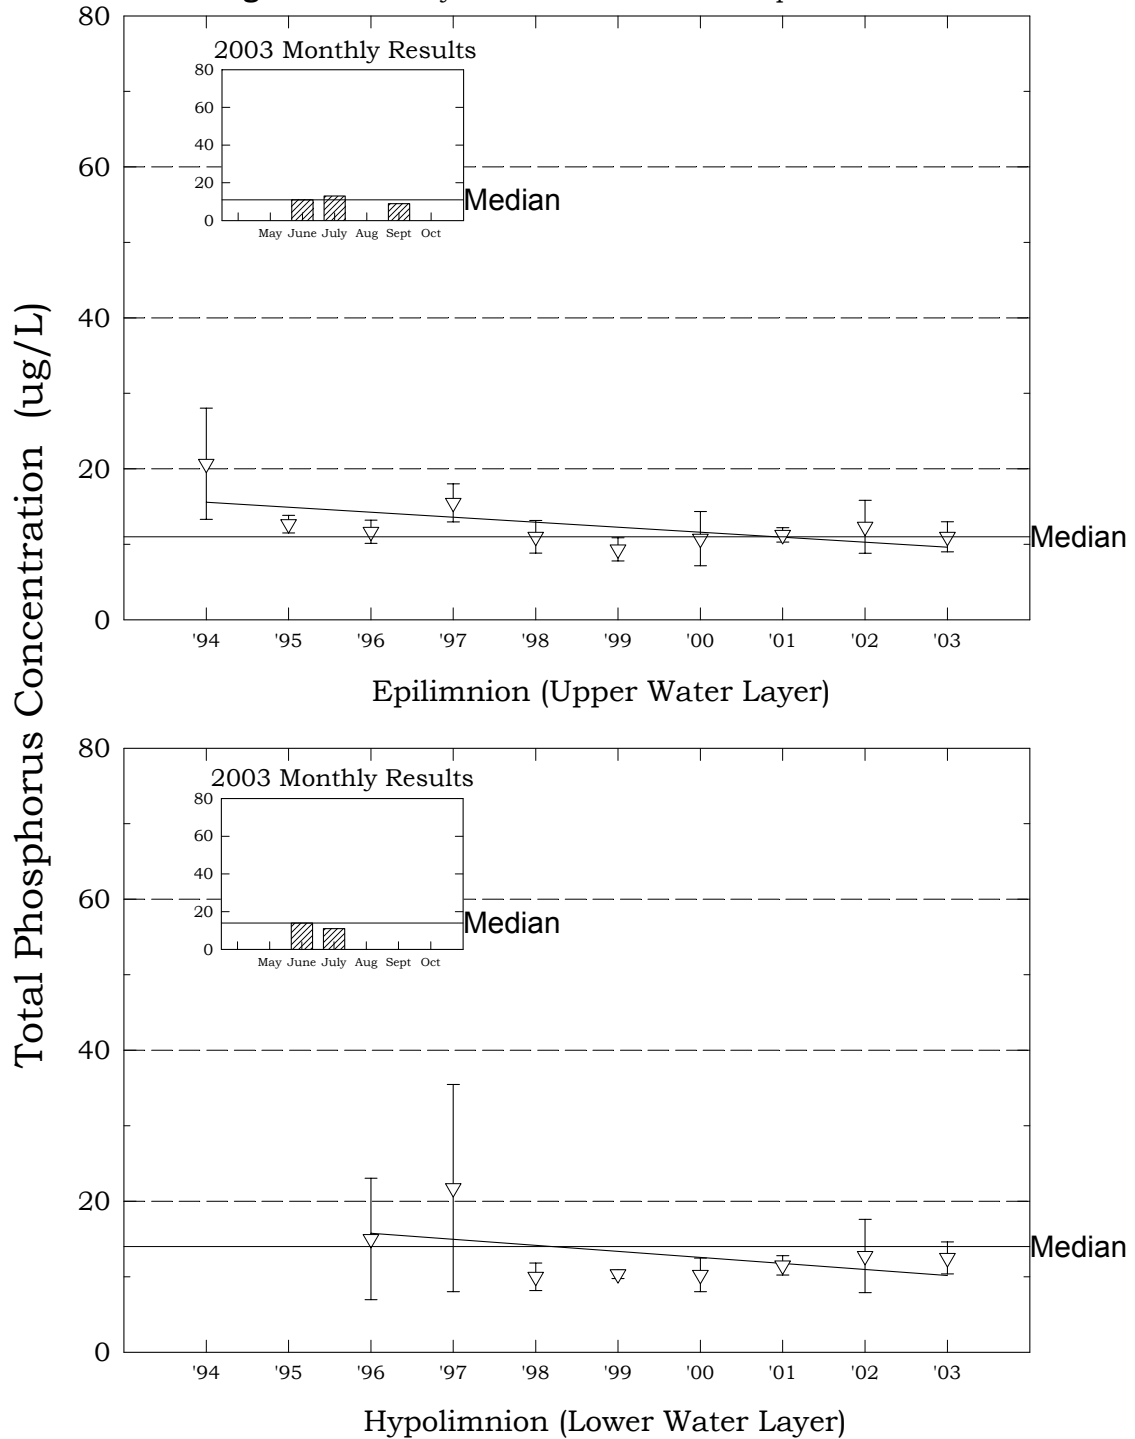 80
2003 Monthly Results
80
60
40
20
0
Median
May June July Aug Sept Oct
60
40
20
0
Median
'94 '95 '96 '97 '98 '99 '00 '01 '02 '03
Epilimnion (Upper Water Layer)
Total Phosphorus Concentration (ug/L)
80
2003 Monthly Results
80
60
40
20
0
Median
May June July Aug Sept Oct
60
40
20
0
Median
'94 '95 '96 '97 '98 '99 '00 '01 '02 '03
Hypolimnion (Lower Water Layer)